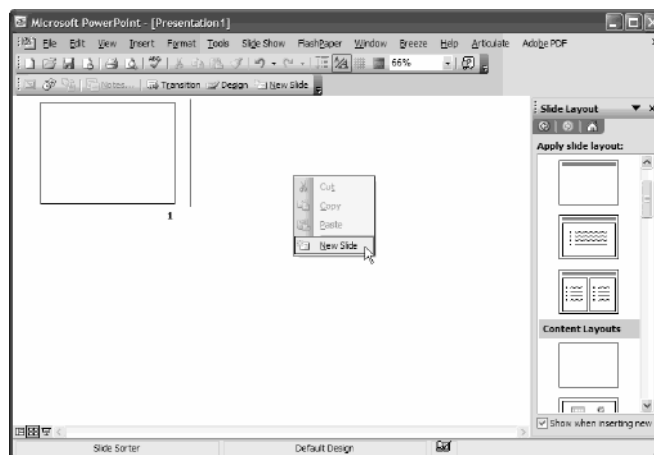 Microsoft PowerPoint - [Presentation1]
File Edit View Insert Format Tools Slide Show FlashPaper Window Breeze Help Articulate Adobe PDF
66%
Notes... Transition Design New Slide
Slide Layout
Apply slide layout:
1
Cut
Copy
Paste
New Slide
Content Layouts
Show when inserting new
Slide Sorter Default Design